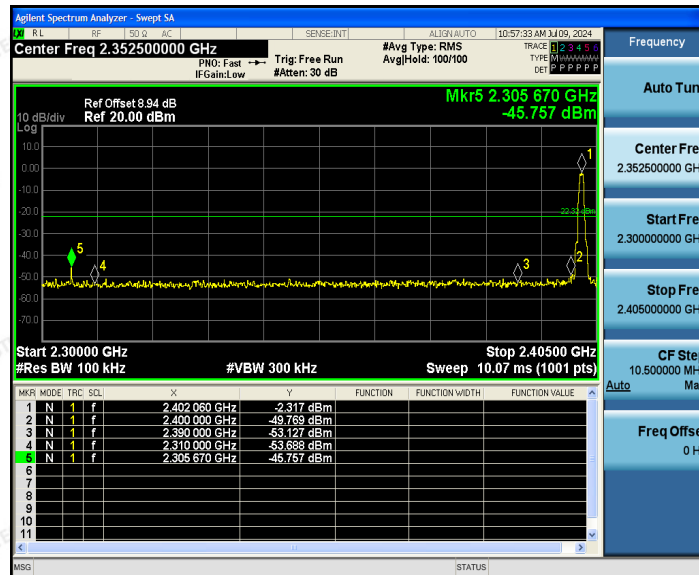 Agilent Spectrum Analyzer - Swept SA
LXI RL RF 50 Ω AC SENSE:INT ALIGN AUTO 10:57:33 AM Jul 09, 2024
Center Freq 2.352500000 GHz
PNO: Fast
IFGain:Low
Trig: Free Run
#Atten: 30 dB
#Avg Type: RMS
Avg|Hold: 100/100
TRACE 1 2 3 4 5 6
TYPE M
DET P P P P P P
Frequency
Auto Tun
Ref Offset 8.94 dB
Ref 20.00 dBm
10 dB/div
Log
Mkr5 2.305 670 GHz
-45.757 dBm
10.0
0.00
-10.0
-20.0
-30.0
-40.0
-50.0
-60.0
-70.0
1
2
3
4
5
Center Fre
2.352500000 GH
Start Fre
2.300000000 GH
Stop Fre
2.405000000 GH
CF Ste
10.500000 MH
Auto Ma
Freq Offse
0 H
Start 2.30000 GHz Stop 2.40500 GHz
#Res BW 100 kHz #VBW 300 kHz Sweep 10.07 ms (1001 pts)
MKR MODE TRC SCL X Y FUNCTION FUNCTION WIDTH FUNCTION VALUE
1 N 1 f 2.402 060 GHz -2.317 dBm
2 N 1 f 2.400 000 GHz -49.769 dBm
3 N 1 f 2.390 000 GHz -53.127 dBm
4 N 1 f 2.310 000 GHz -53.688 dBm
5 N 1 f 2.305 670 GHz -45.757 dBm
6
7
8
9
10
11
MSG STATUS